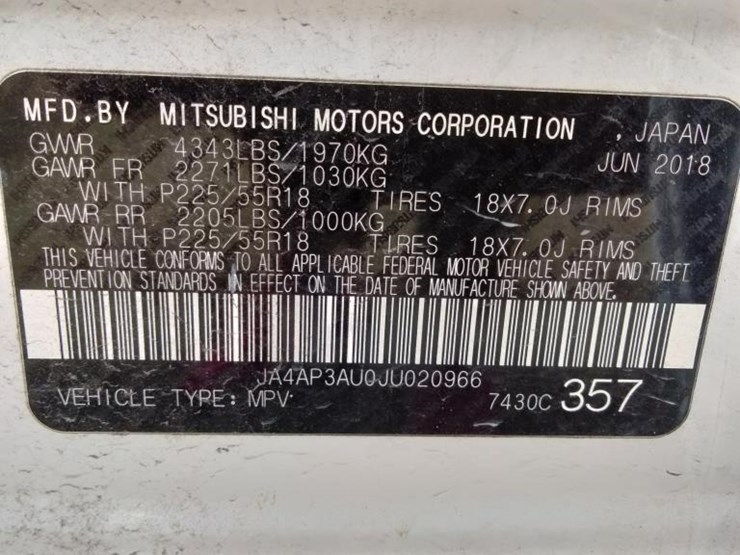 MFD.BY MITSUBISHI MOTORS CORPORATION , JAPAN
GVWR 4343LBS/1970KG JUN 2018
GAWR FR 2271LBS/1030KG
WITH P225/55R18 TIRES 18X7.0J RIMS
GAWR RR 2205LBS/1000KG
WITH P225/55R18 TIRES 18X7.0J RIMS
THIS VEHICLE CONFORMS TO ALL APPLICABLE FEDERAL MOTOR VEHICLE SAFETY AND THEFT
PREVENTION STANDARDS IN EFFECT ON THE DATE OF MANUFACTURE SHOWN ABOVE.
JA4AP3AU0JU020966
VEHICLE TYPE: MPV 7430C 357